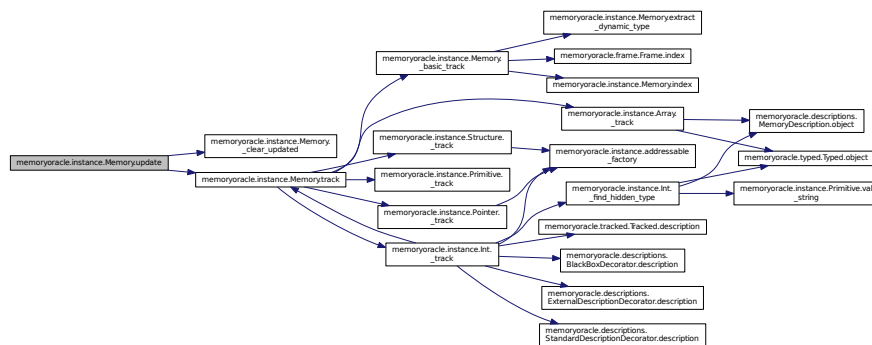 memoryoracle.instance.Memory.update
memoryoracle.instance.Memory.
_clear_updated
memoryoracle.instance.Memory.track
memoryoracle.instance.Memory.
_basic_track
memoryoracle.instance.Structure.
_track
memoryoracle.instance.Primitive.
_track
memoryoracle.instance.Pointer.
_track
memoryoracle.instance.Int.
_track
memoryoracle.instance.Memory.extract
_dynamic_type
memoryoracle.frame.Frame.index
memoryoracle.instance.Memory.index
memoryoracle.instance.Array.
_track
memoryoracle.instance.addressable
_factory
memoryoracle.instance.Int.
_find_hidden_type
memoryoracle.tracked.Tracked.description
memoryoracle.descriptions.
BlackBoxDecorator.description
memoryoracle.descriptions.
ExternalDescriptionDecorator.description
memoryoracle.descriptions.
StandardDescriptionDecorator.description
memoryoracle.descriptions.
MemoryDescription.object
memoryoracle.typed.Typed.object
memoryoracle.instance.Primitive.val
_string